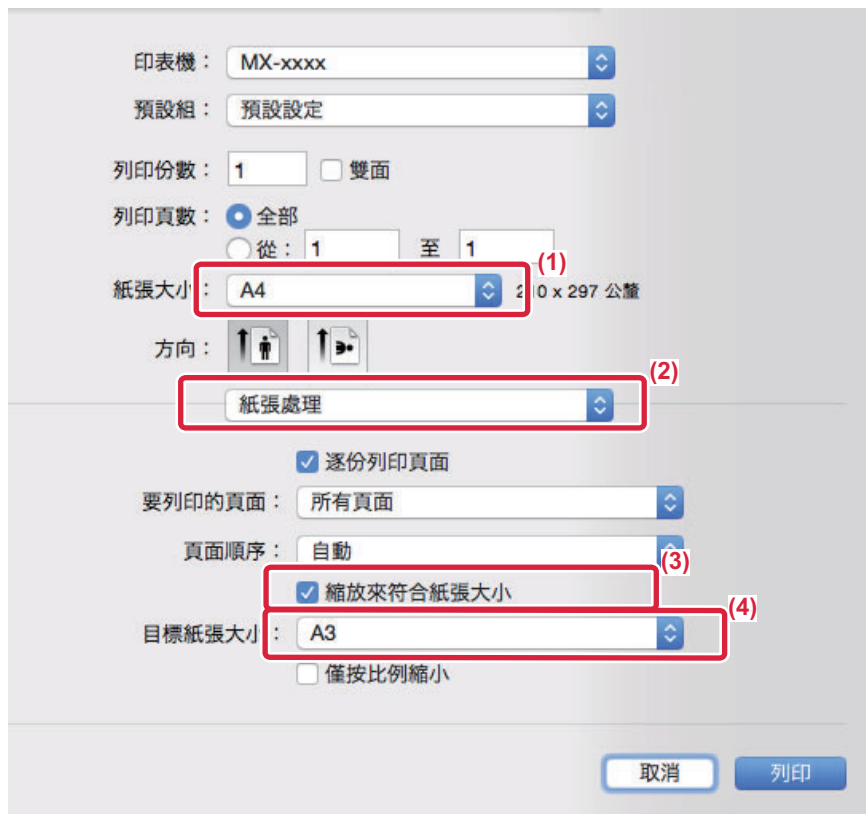 印表機： MX-xxxx
預設組： 預設設定
列印份數： 1 雙面
列印頁數： 全部
從： 1 至 1
(1)
紙張大小： A4 210 x 297 公釐
方向：
(2)
紙張處理
逐份列印頁面
要列印的頁面： 所有頁面
頁面順序： 自動
(3)
縮放來符合紙張大小
(4)
目標紙張大小： A3
僅按比例縮小
取消 列印